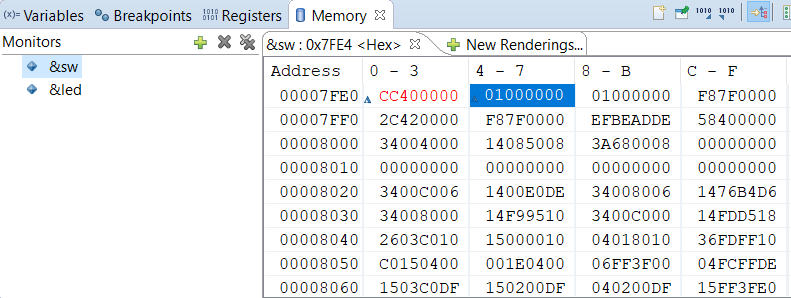 (x)= Variables Breakpoints 1010 0101 Registers Memory
Monitors
&sw
&led
&sw : 0x7FE4 <Hex> New Renderings...
Address 0 - 3 4 - 7 8 - B C - F
00007FE0 CC400000 01000000 01000000 F87F0000
00007FF0 2C420000 F87F0000 EFBEADDE 58400000
00008000 34004000 14085008 3A680008 00000000
00008010 00000000 00000000 00000000 00000000
00008020 3400C006 1400E0DE 34008006 1476B4D6
00008030 34008000 14F99510 3400C000 14FDD518
00008040 2603C010 15000010 04018010 36FDFF10
00008050 C0150400 001E0400 06FF3F00 04FCFFDE
00008060 1503C0DF 150200DF 040200DF 15FF3FE0